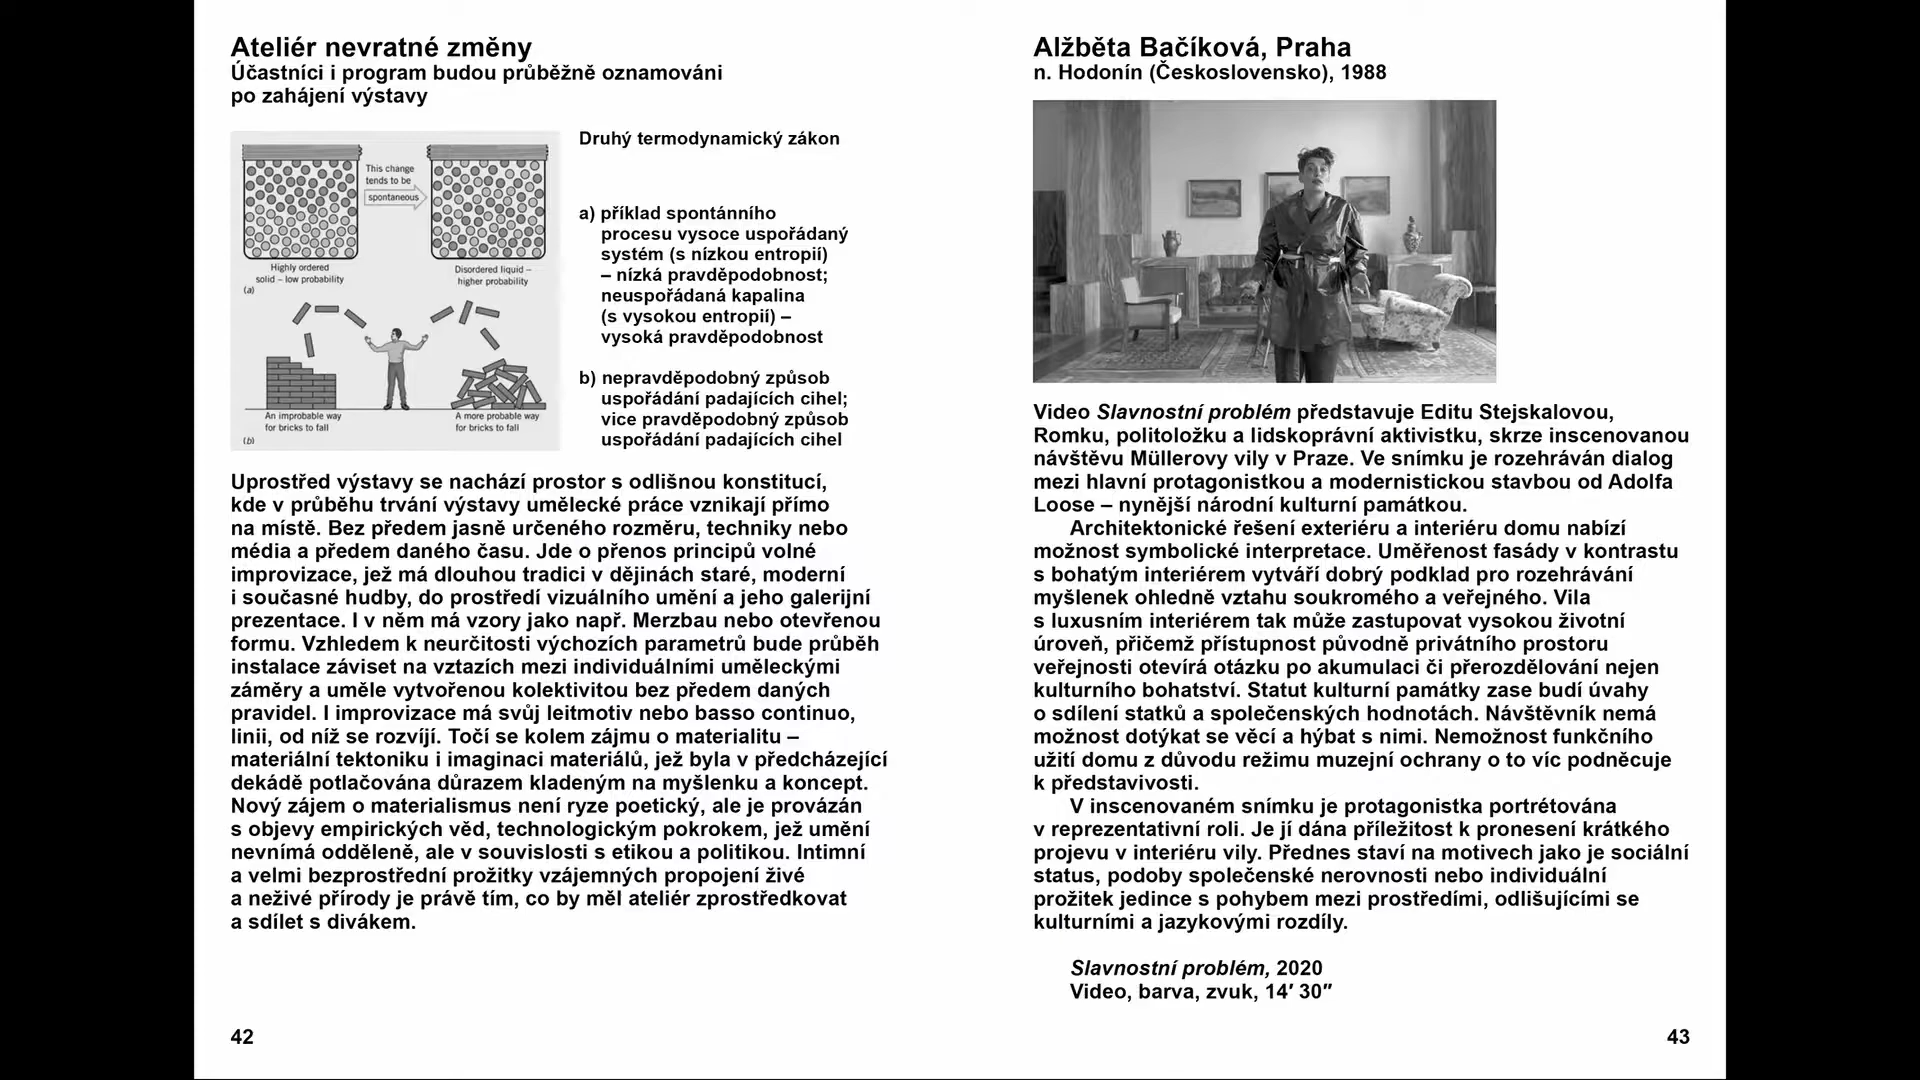 Ateliér nevratné změny
Účastníci i program budou průběžně oznamováni
po zahájení výstavy
This change
tends to be
spontaneous
Highly ordered
solid – low probability
Disordered liquid –
higher probability
(a)
An improbable way
for bricks to fall
A more probable way
for bricks to fall
(b)
Druhý termodynamický zákon
a) příklad spontánního
procesu vysoce uspořádaný
systém (s nízkou entropií)
– nízká pravděpodobnost;
neuspořádaná kapalina
(s vysokou entropií) –
vysoká pravděpodobnost
b) nepravděpodobný způsob
uspořádání padajících cihel;
vice pravděpodobný způsob
uspořádání padajících cihel
Uprostřed výstavy se nachází prostor s odlišnou konstitucí,
kde v průběhu trvání výstavy umělecké práce vznikají přímo
na místě. Bez předem jasně určeného rozměru, techniky nebo
média a předem daného času. Jde o přenos principů volné
improvizace, jež má dlouhou tradici v dějinách staré, moderní
i současné hudby, do prostředí vizuálního umění a jeho galerijní
prezentace. I v něm má vzory jako např. Merzbau nebo otevřenou
formu. Vzhledem k neurčitosti výchozích parametrů bude průběh
instalace záviset na vztazích mezi individuálními uměleckými
záměry a uměle vytvořenou kolektivitou bez předem daných
pravidel. I improvizace má svůj leitmotiv nebo basso continuo,
linii, od níž se rozvíjí. Točí se kolem zájmu o materialitu –
materiální tektoniku i imaginaci materiálů, jež byla v předcházející
dekádě potlačována důrazem kladeným na myšlenku a koncept.
Nový zájem o materialismus není ryze poetický, ale je provázán
s objevy empirických věd, technologickým pokrokem, jež umění
nevnímá odděleně, ale v souvislosti s etikou a politikou. Intimní
a velmi bezprostřední prožitky vzájemných propojení živé
a neživé přírody je právě tím, co by měl ateliér zprostředkovat
a sdílet s divákem.
42
Alžběta Bačíková, Praha
n. Hodonín (Československo), 1988
Video Slavnostní problém představuje Editu Stejskalovou,
Romku, politoložku a lidskoprávní aktivistku, skrze inscenovanou
návštěvu Müllerovy vily v Praze. Ve snímku je rozehráván dialog
mezi hlavní protagonistkou a modernistickou stavbou od Adolfa
Loose – nynější národní kulturní památkou.
Architektonické řešení exteriéru a interiéru domu nabízí
možnost symbolické interpretace. Uměřenost fasády v kontrastu
s bohatým interiérem vytváří dobrý podklad pro rozehrávání
myšlenek ohledně vztahu soukromého a veřejného. Vila
s luxusním interiérem tak může zastupovat vysokou životní
úroveň, přičemž přístupnost původně privátního prostoru
veřejnosti otevírá otázku po akumulaci či přerozdělování nejen
kulturního bohatství. Statut kulturní památky zase budí úvahy
o sdílení statků a společenských hodnotách. Návštěvník nemá
možnost dotýkat se věcí a hýbat s nimi. Nemožnost funkčního
užití domu z důvodu režimu muzejní ochrany o to víc podněcuje
k představivosti.
V inscenovaném snímku je protagonistka portrétována
v reprezentativní roli. Je jí dána příležitost k pronesení krátkého
projevu v interiéru vily. Přednes staví na motivech jako je sociální
status, podoby společenské nerovnosti nebo individuální
prožitek jedince s pohybem mezi prostředími, odlišujícími se
kulturními a jazykovými rozdíly.
Slavnostní problém, 2020
Video, barva, zvuk, 14′ 30″
43